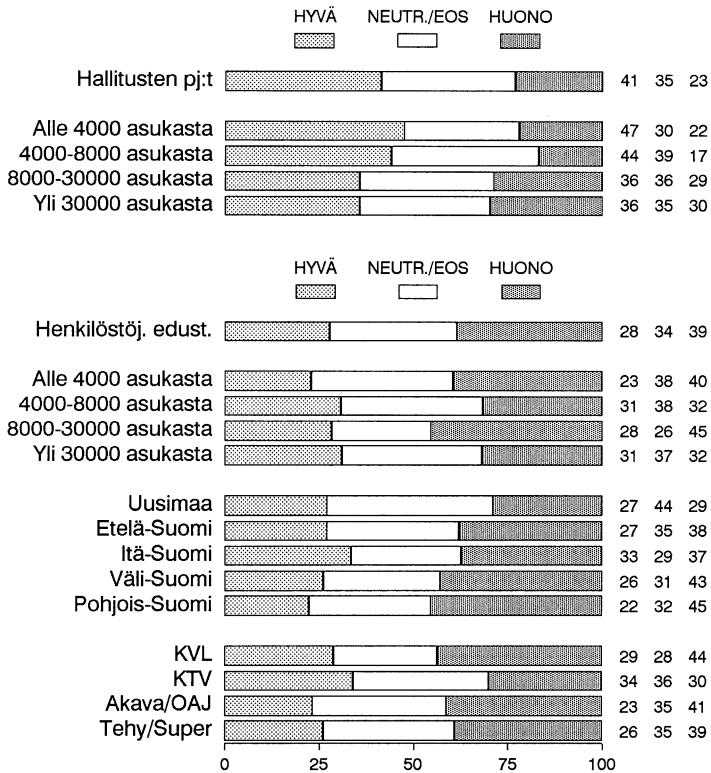 HYVÄ NEUTR./EOS HUONO
Hallitusten pj:t 41 35 23
Alle 4000 asukasta 47 30 22
4000-8000 asukasta 44 39 17
8000-30000 asukasta 36 36 29
Yli 30000 asukasta 36 35 30
HYVÄ NEUTR./EOS HUONO
Henkilöstöj. edust. 28 34 39
Alle 4000 asukasta 23 38 40
4000-8000 asukasta 31 38 32
8000-30000 asukasta 28 26 45
Yli 30000 asukasta 31 37 32
Uusimaa 27 44 29
Etelä-Suomi 27 35 38
Itä-Suomi 33 29 37
Väli-Suomi 26 31 43
Pohjois-Suomi 22 32 45
KVL 29 28 44
KTV 34 36 30
Akava/OAJ 23 35 41
Tehy/Super 26 35 39
0 25 50 75 100